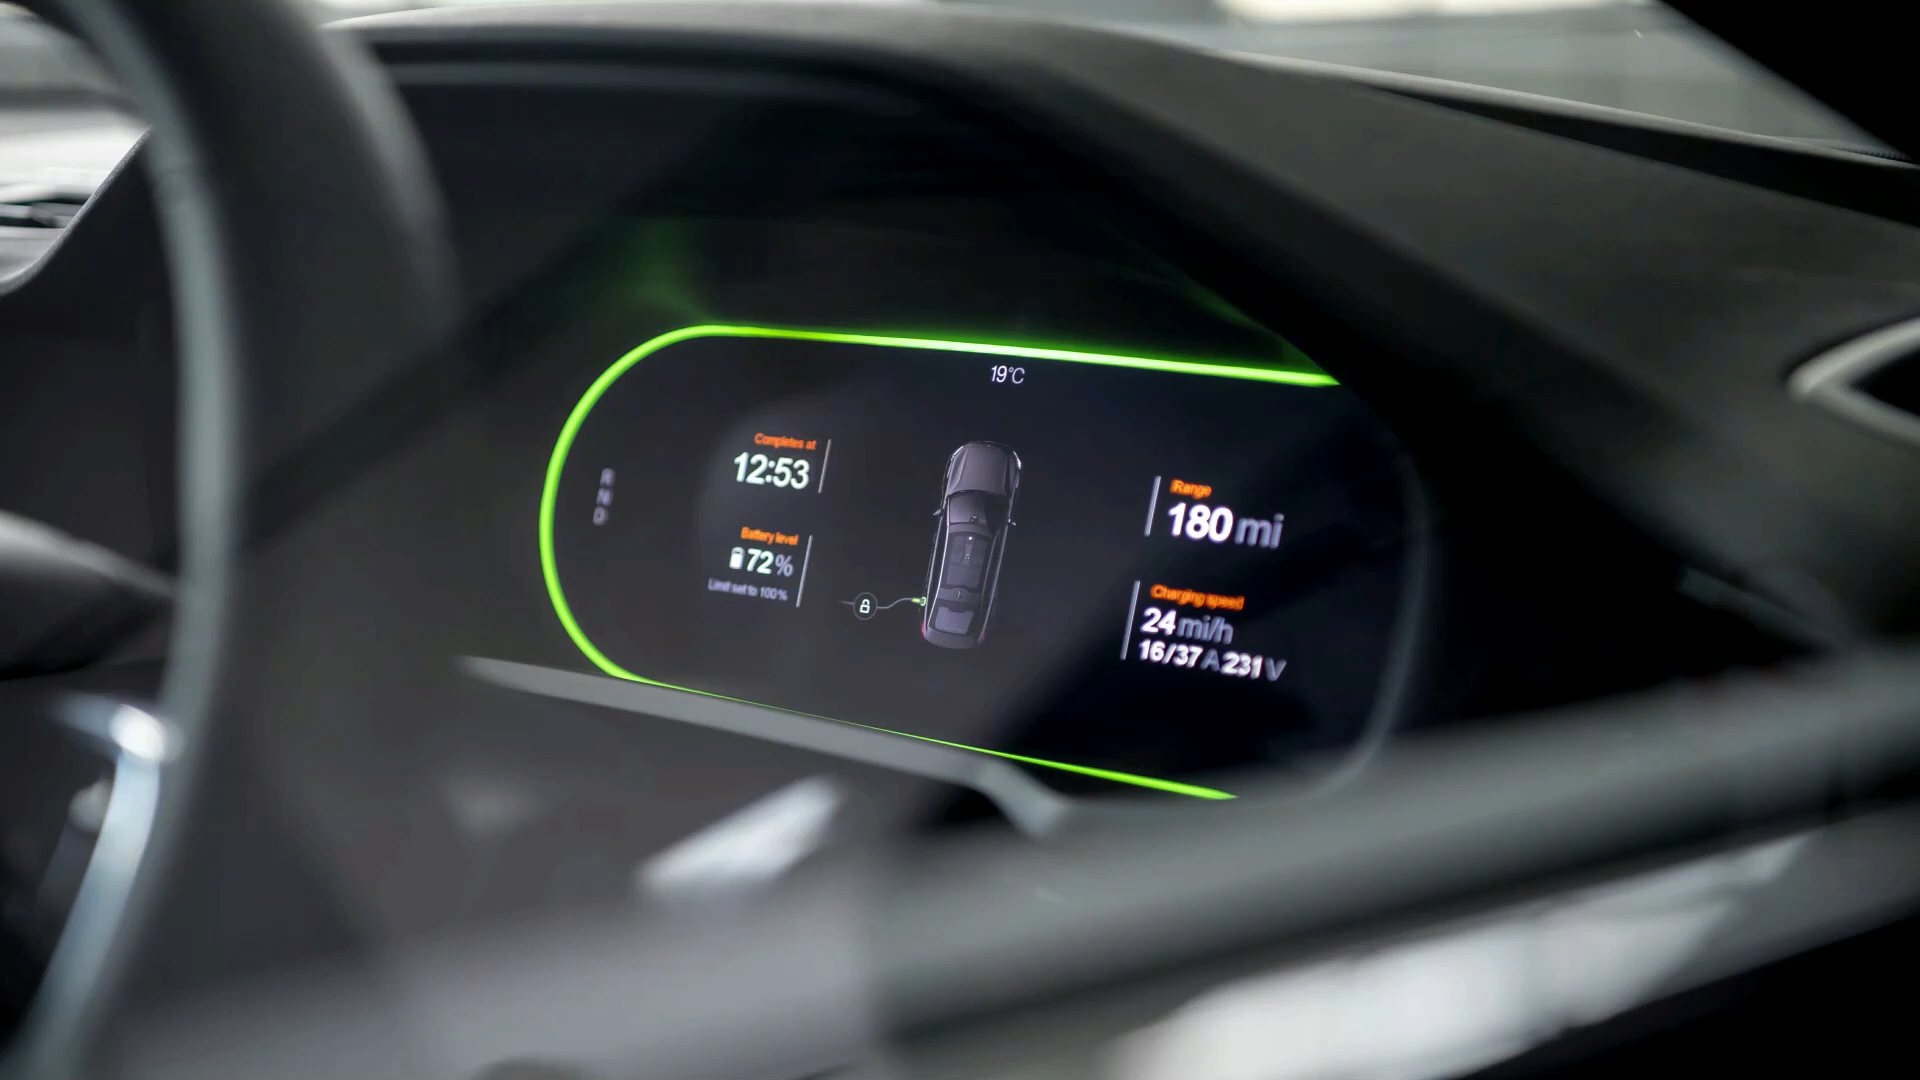 19°C
Completes at
12:53
Battery level
72%
Limit set to 100%
R
N
D
Range
180 mi
Charging speed
24 mi/h
16/37 A 231 V